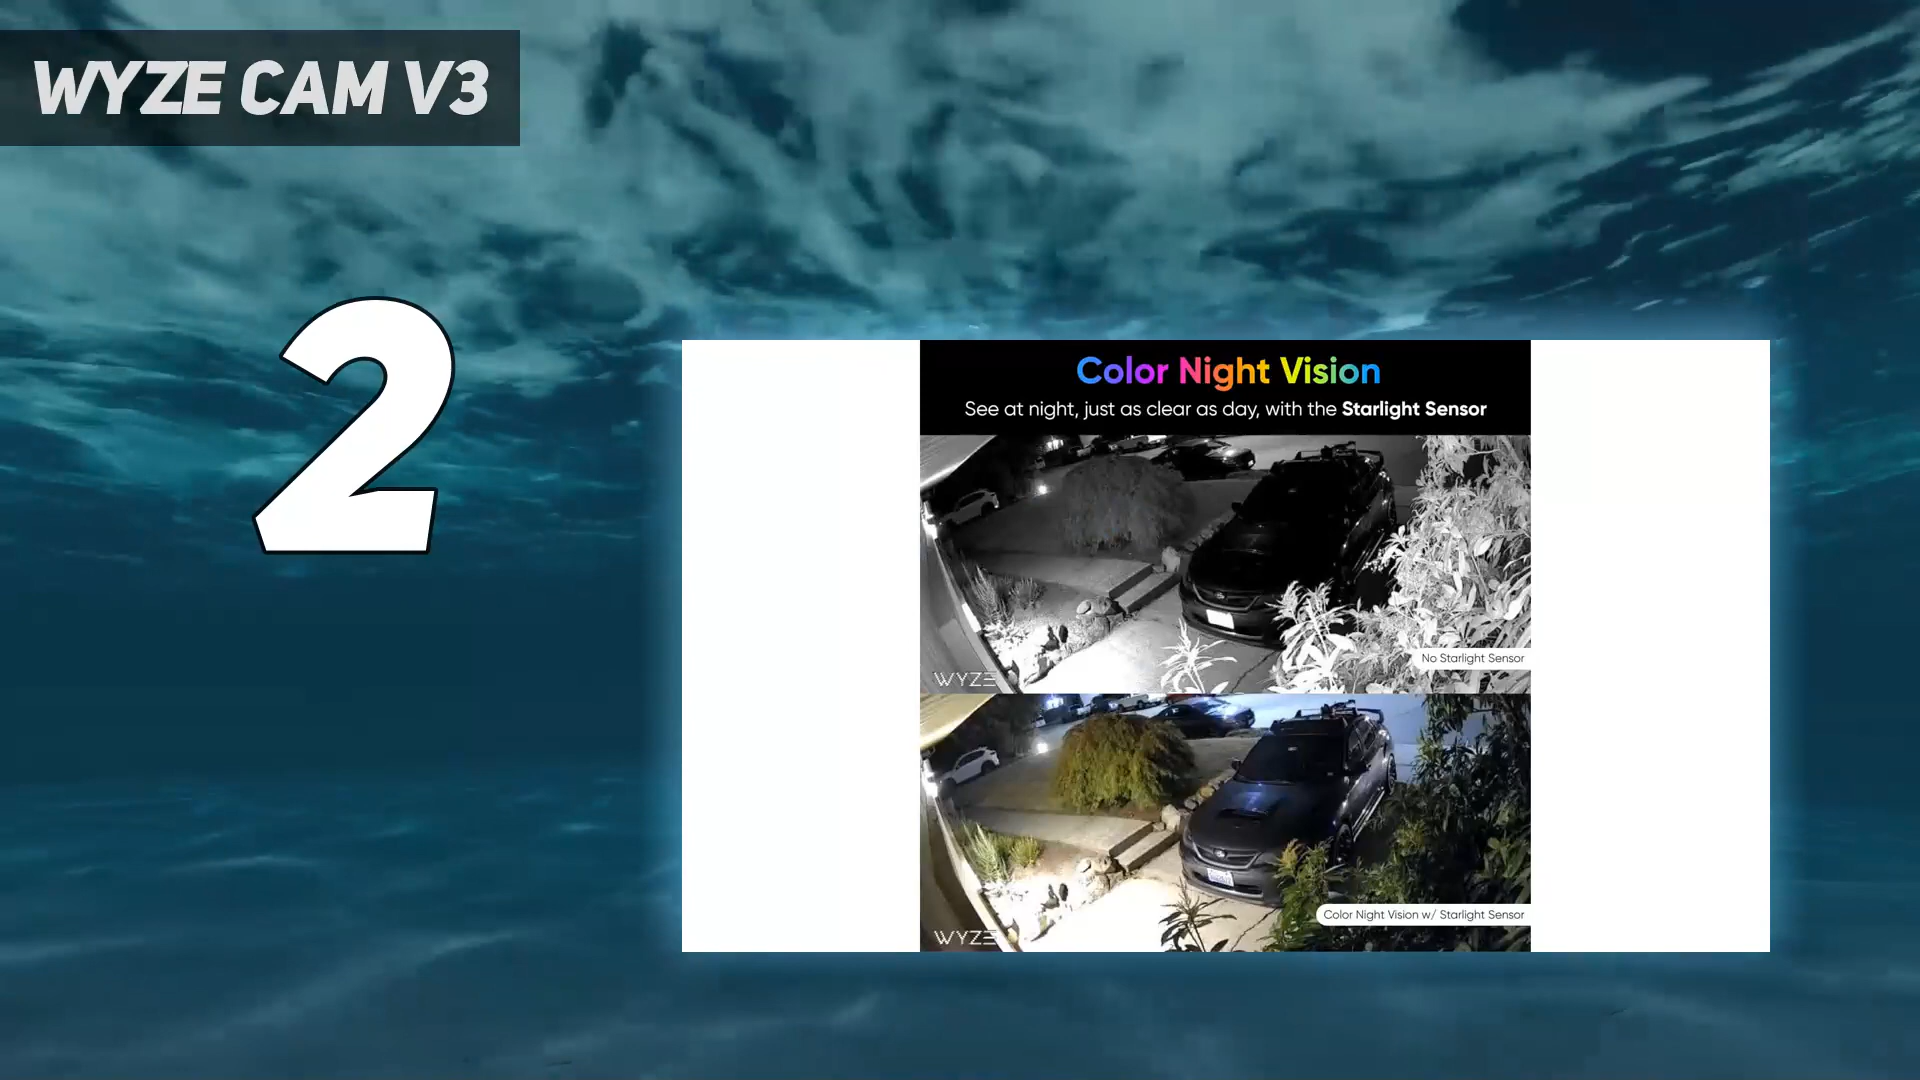 WYZE CAM V3
2
Color Night Vision
See at night, just as clear as day, with the Starlight Sensor
No Starlight Sensor
WYZE
Color Night Vision w/ Starlight Sensor
WYZE